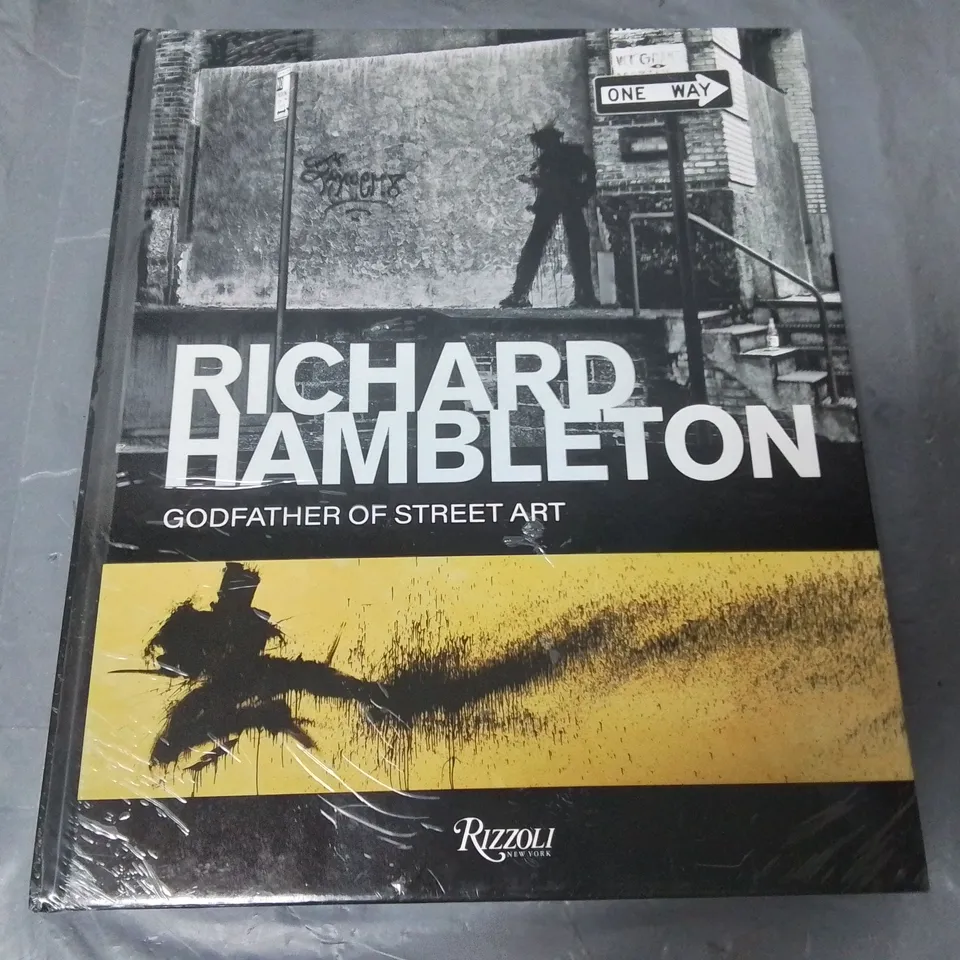 ONE WAY
RICHARD
HAMBLETON
GODFATHER OF STREET ART
RIZZOLI
NEW YORK